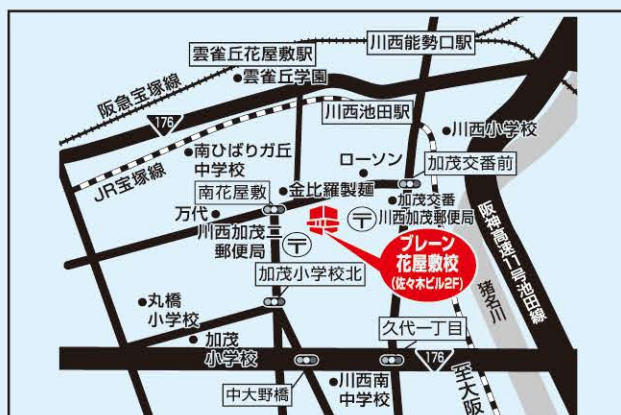 川西能勢口駅
雲雀丘花屋敷駅
雲雀丘学園
阪急宝塚線
176
川西池田駅
川西小学校
JR宝塚線
南ひばりガ丘
中学校
ローソン
加茂交番前
南花屋敷
金比羅製麺
加茂交番
万代
川西加茂二
郵便局
〒
〒
川西加茂郵便局
ブレーン
花屋敷校
(佐々木ビル2F)
阪神高速11号池田線
猪名川
加茂小学校北
丸橋
小学校
加茂
小学校
久代一丁目
176
中大野橋
川西南
中学校
至大阪